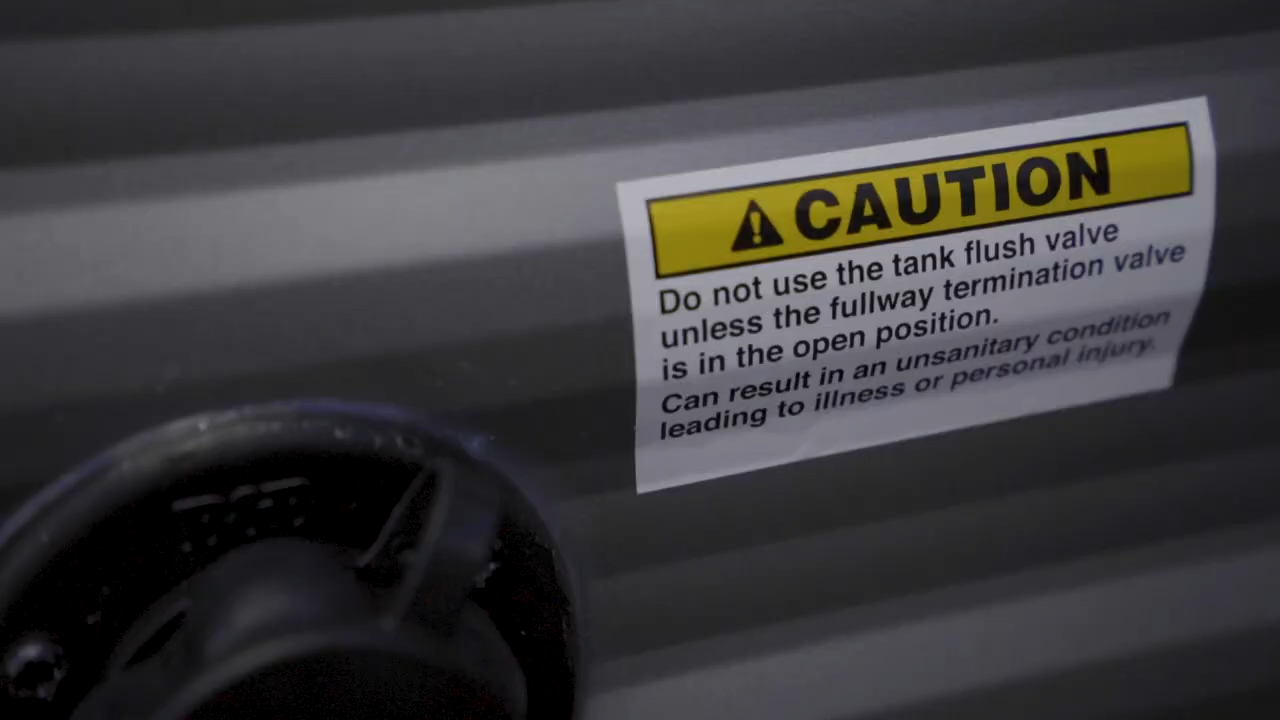 CAUTION
Do not use the tank flush valve
unless the fullway termination valve
is in the open position.
Can result in an unsanitary condition
leading to illness or personal injury.